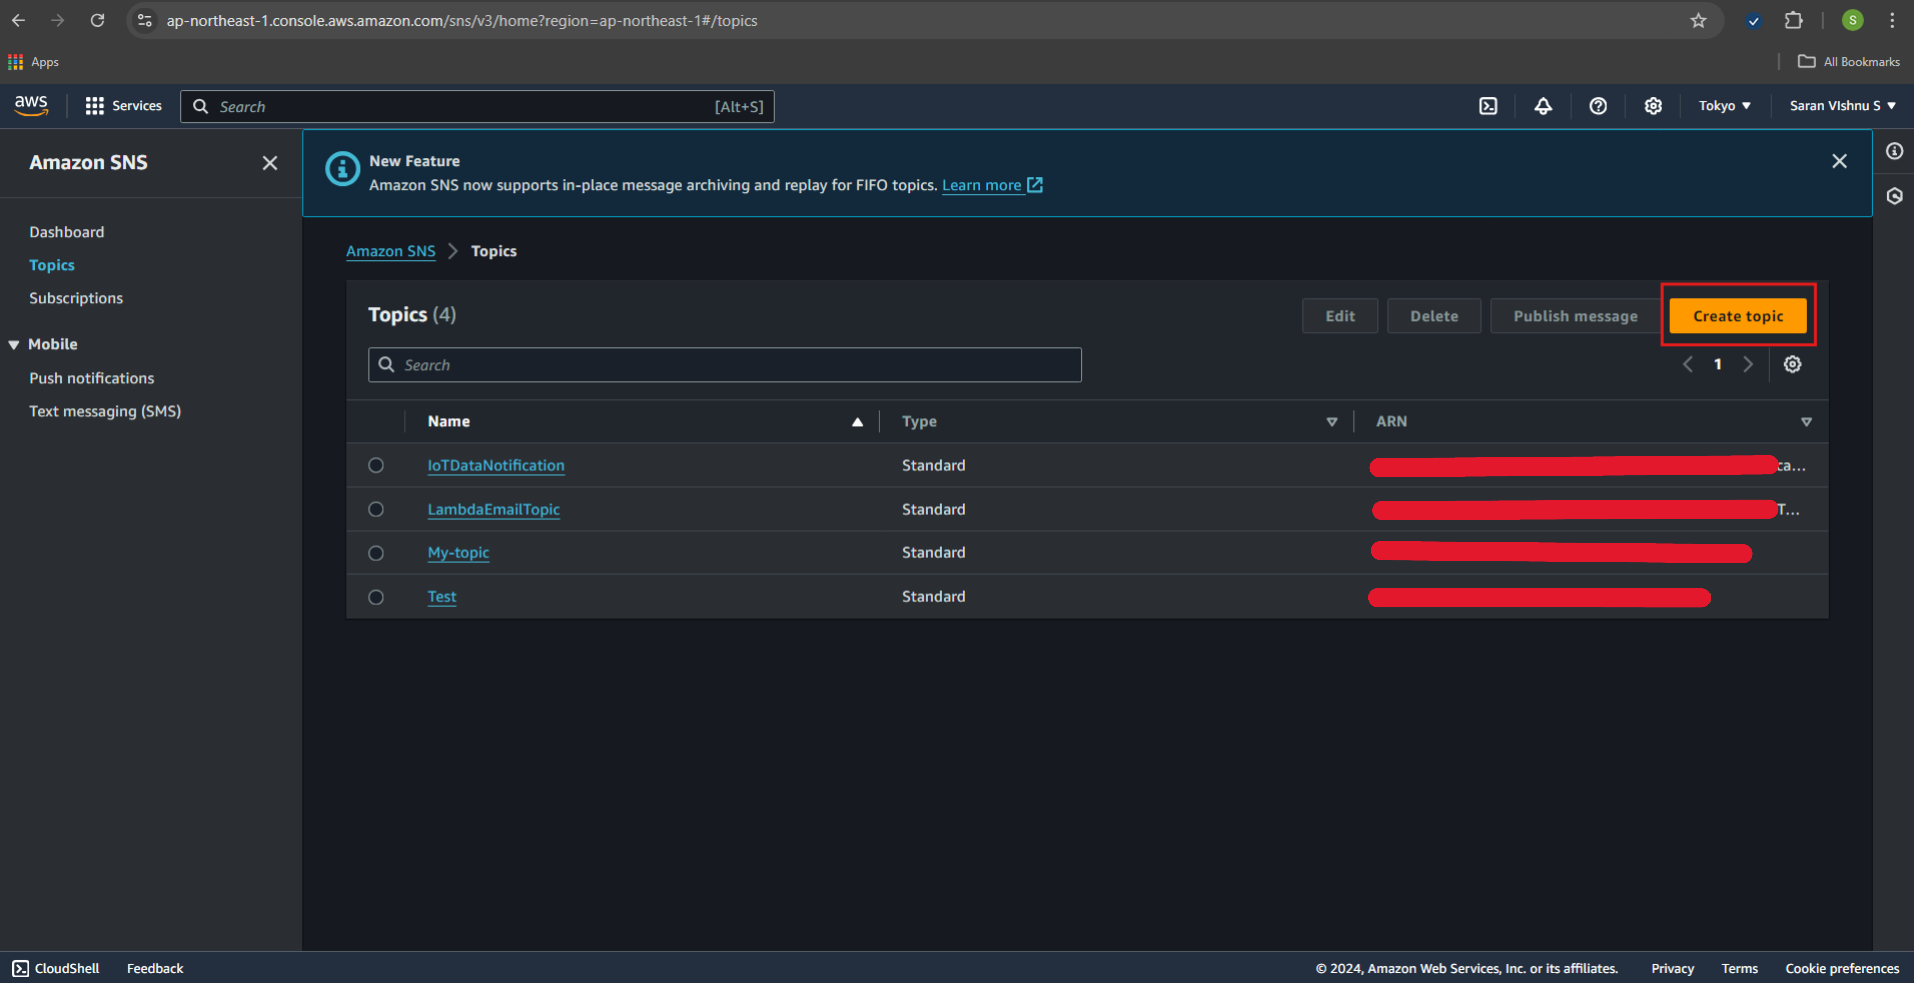 ap-northeast-1.console.aws.amazon.com/sns/v3/home?region=ap-northeast-1#/topics
S
Apps
All Bookmarks
aws
Services
Search
[Alt+S]
Tokyo
Saran VIshnu S
Amazon SNS
New Feature
Amazon SNS now supports in-place message archiving and replay for FIFO topics. Learn more
Dashboard
Topics
Subscriptions
Mobile
Push notifications
Text messaging (SMS)
Amazon SNS
Topics
Topics (4)
Edit
Delete
Publish message
Create topic
Search
1
Name
Type
ARN
IoTDataNotification
Standard
ca...
LambdaEmailTopic
Standard
T...
My-topic
Standard
Test
Standard
CloudShell
Feedback
© 2024, Amazon Web Services, Inc. or its affiliates.
Privacy
Terms
Cookie preferences